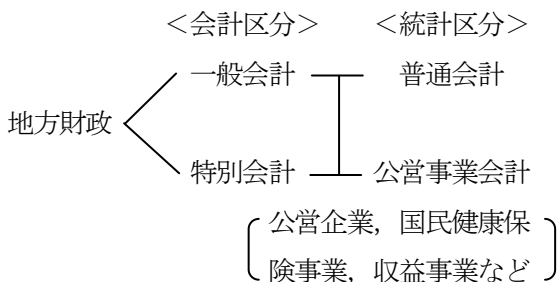 <会計区分> <統計区分>
一般会計 普通会計
地方財政
特別会計 公営事業会計
公営企業，国民健康保
険事業，収益事業など